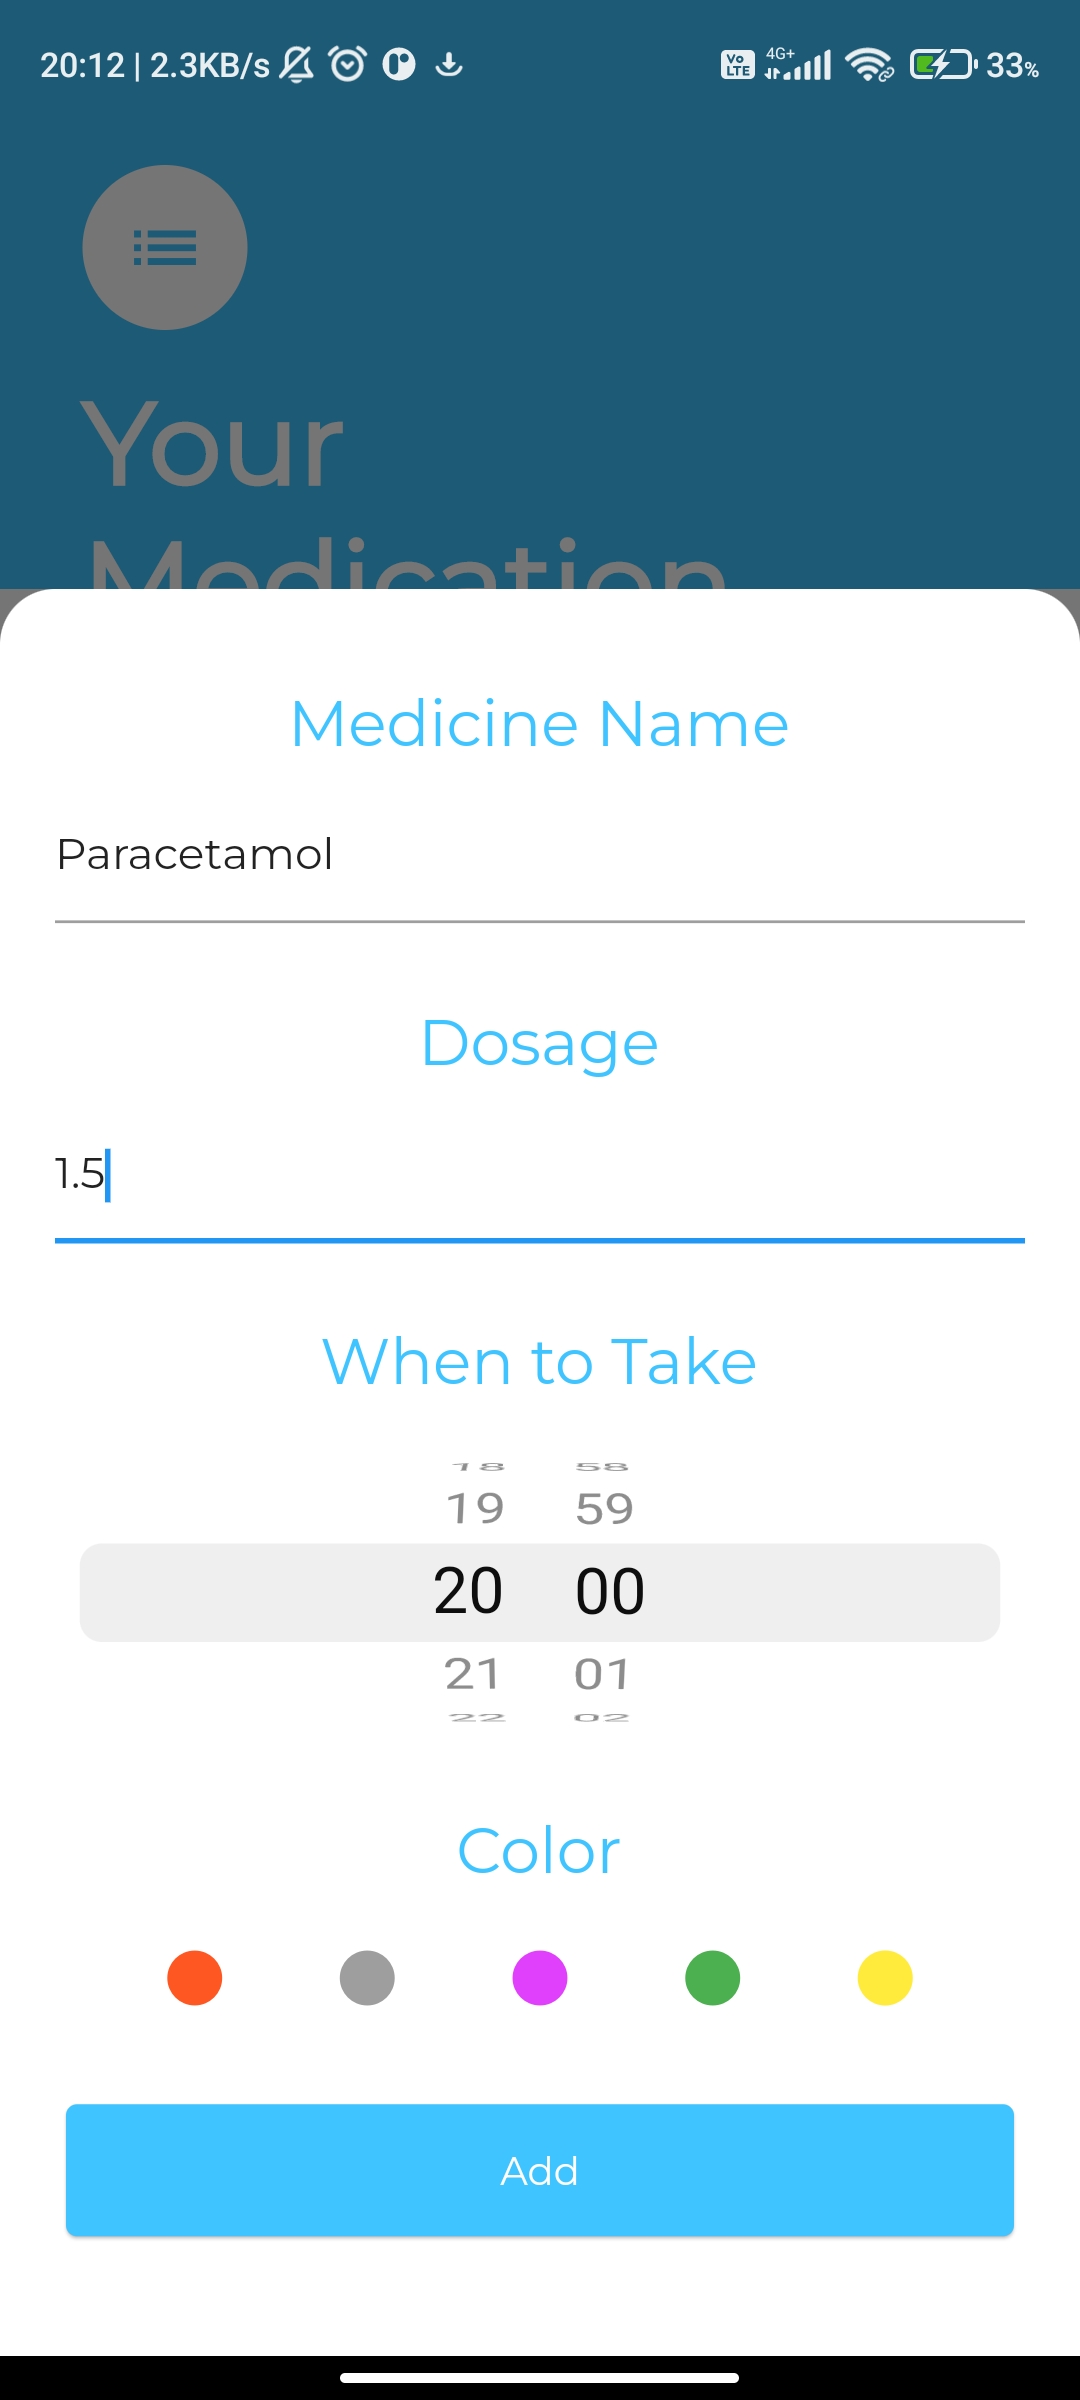 20:12 | 2.3KB/s Vo LTE 4G+ 33%
Your
Medication
Medicine Name
Paracetamol
Dosage
1.5
When to Take
18 58
19 59
20 00
21 01
22 02
Color
Add